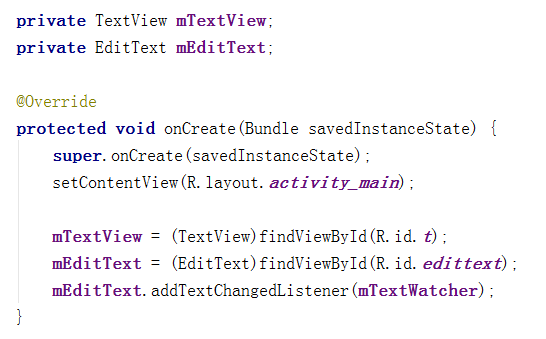 private TextView mTextView;
private EditText mEditText;
@Override
protected void onCreate(Bundle savedInstanceState) {
super.onCreate(savedInstanceState);
setContentView(R.layout.activity_main);
mTextView = (TextView)findViewById(R.id.t);
mEditText = (EditText)findViewById(R.id.edittext);
mEditText.addTextChangedListener(mTextWatcher);
}